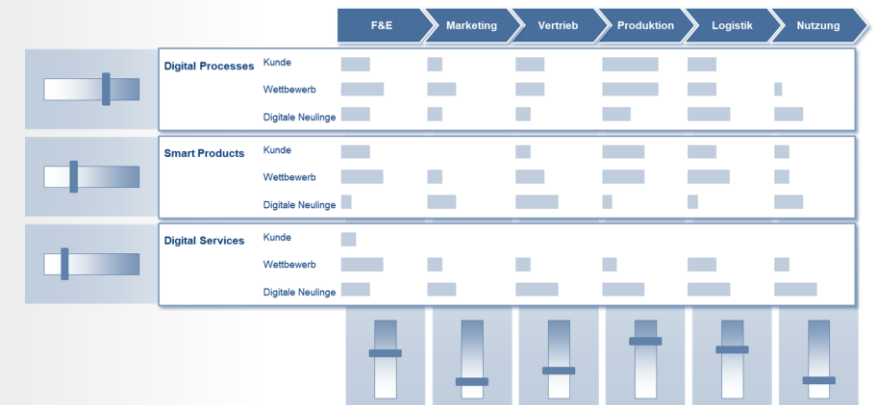 F&E
Marketing
Vertrieb
Produktion
Logistik
Nutzung
Digital Processes
Kunde
Wettbewerb
Digitale Neulinge
Smart Products
Kunde
Wettbewerb
Digitale Neulinge
Digital Services
Kunde
Wettbewerb
Digitale Neulinge